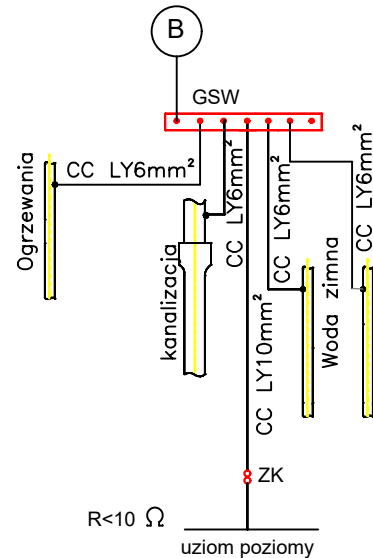 B
GSW
CC LY6mm²
Ogrzewania
kanalizacja
CC LY6mm²
CC LY10mm²
CC LY6mm²
Woda zimna
CC LY6mm²
ZK
R<10 Ω
uziom poziomy